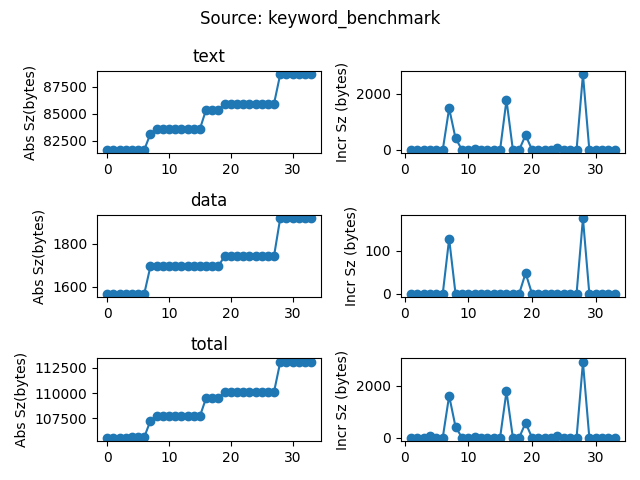 Source: keyword_benchmark
text
Abs Sz(bytes)
87500
85000
82500
0 10 20 30
Incr Sz (bytes)
2000
0
0 10 20 30
data
Abs Sz(bytes)
1800
1600
0 10 20 30
Incr Sz (bytes)
100
0
0 10 20 30
total
Abs Sz(bytes)
112500
110000
107500
0 10 20 30
Incr Sz (bytes)
2000
0
0 10 20 30